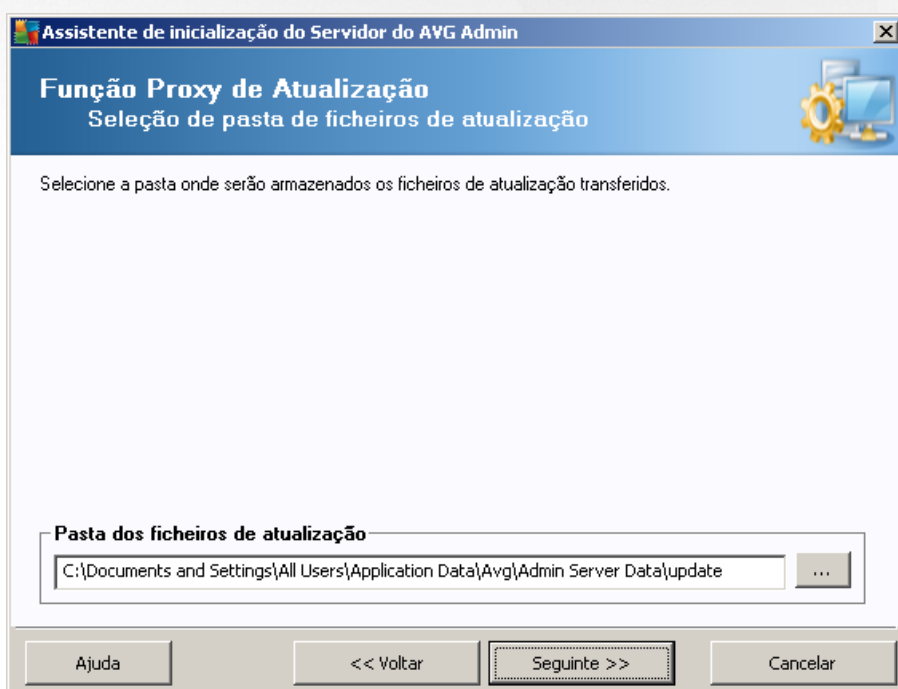 Assistente de inicialização do Servidor do AVG Admin
Função Proxy de Atualização
Seleção de pasta de ficheiros de atualização
Selecione a pasta onde serão armazenados os ficheiros de atualização transferidos.
Pasta dos ficheiros de atualização
C:\Documents and Settings\All Users\Application Data\Avg\Admin Server Data\update
...
Ajuda << Voltar Seguinte >> Cancelar